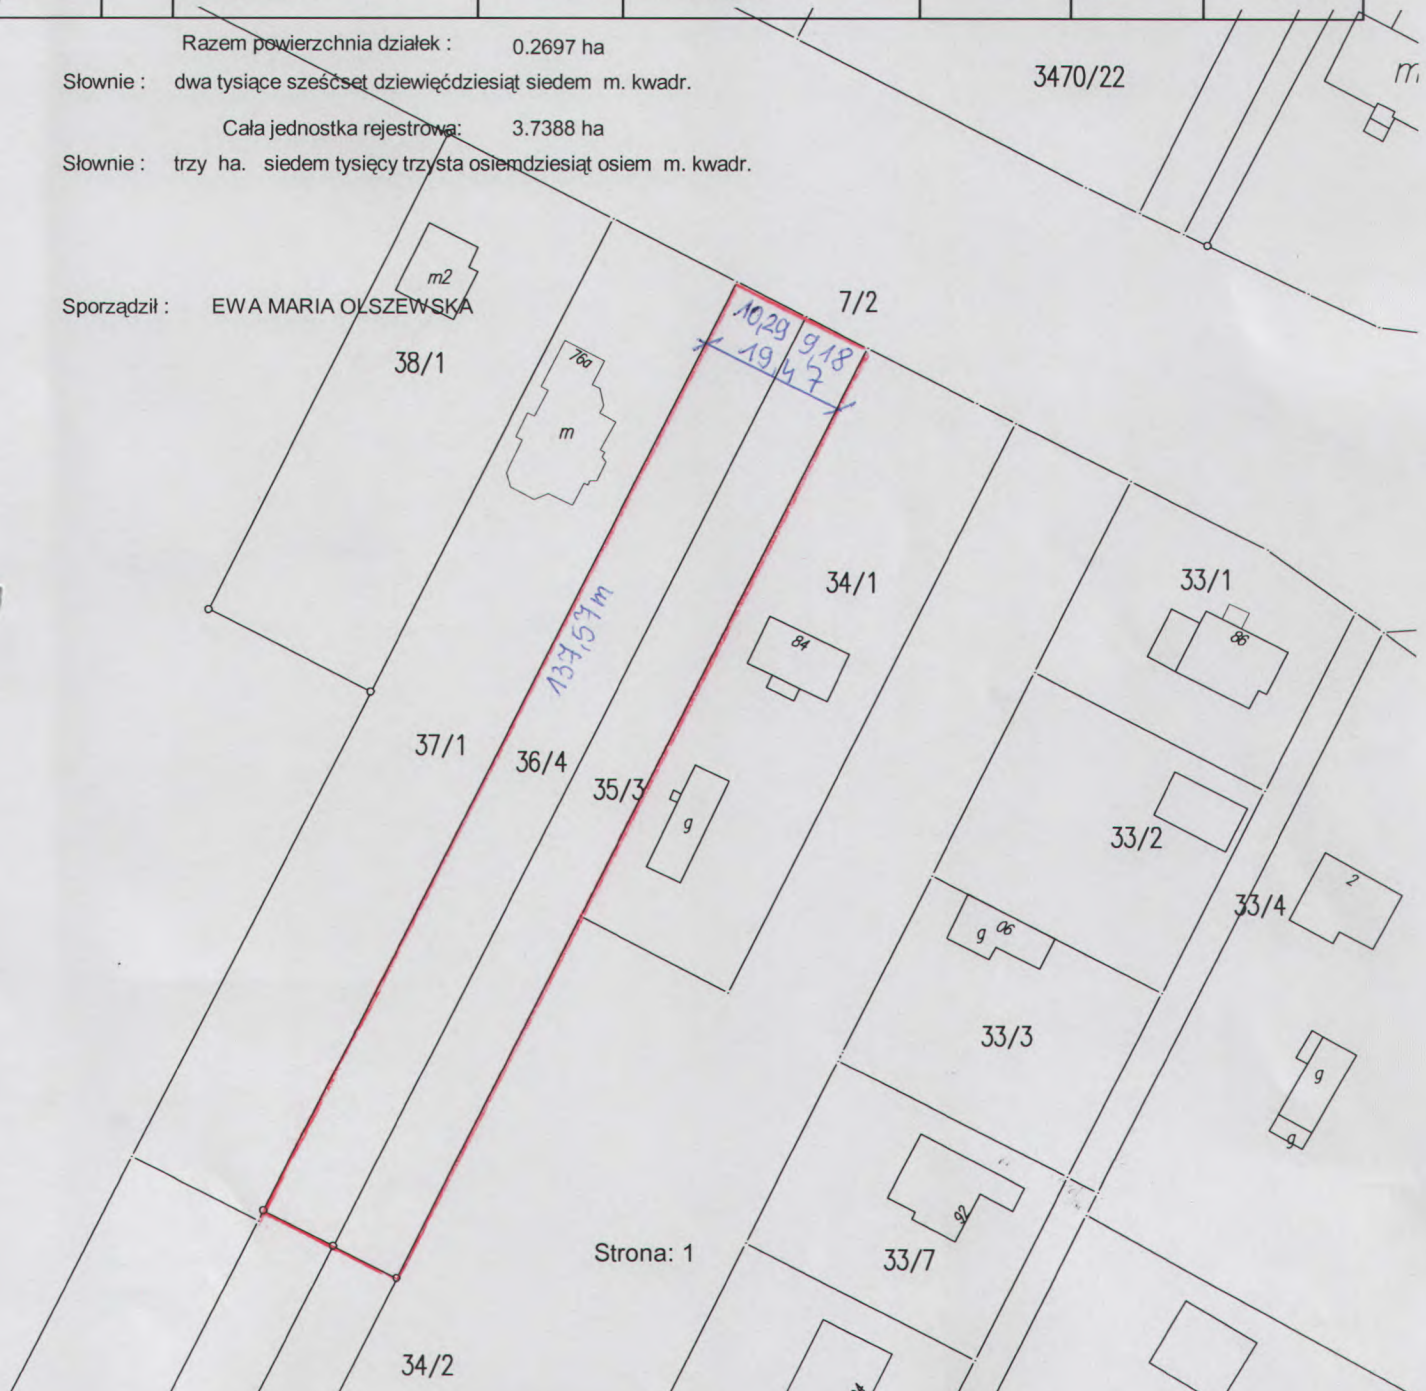 Razem powierzchnia działek : 0.2697 ha
Słownie : dwa tysiące sześćset dziewięćdziesiąt siedem m. kwadr.
Cała jednostka rejestrowa: 3.7388 ha
Słownie : trzy ha. siedem tysięcy trzysta osiemdziesiąt osiem m. kwadr.
Sporządził : EWA MARIA OLSZEWSKA
3470/22
m
m2
38/1
7/2
10,29 9,18
19,47
76a
m
137,57m
34/1
84
33/1
86
37/1
36/4
35/3
g
33/2
33/4
2
g 90
33/3
g
g
92
33/7
Strona: 1
34/2